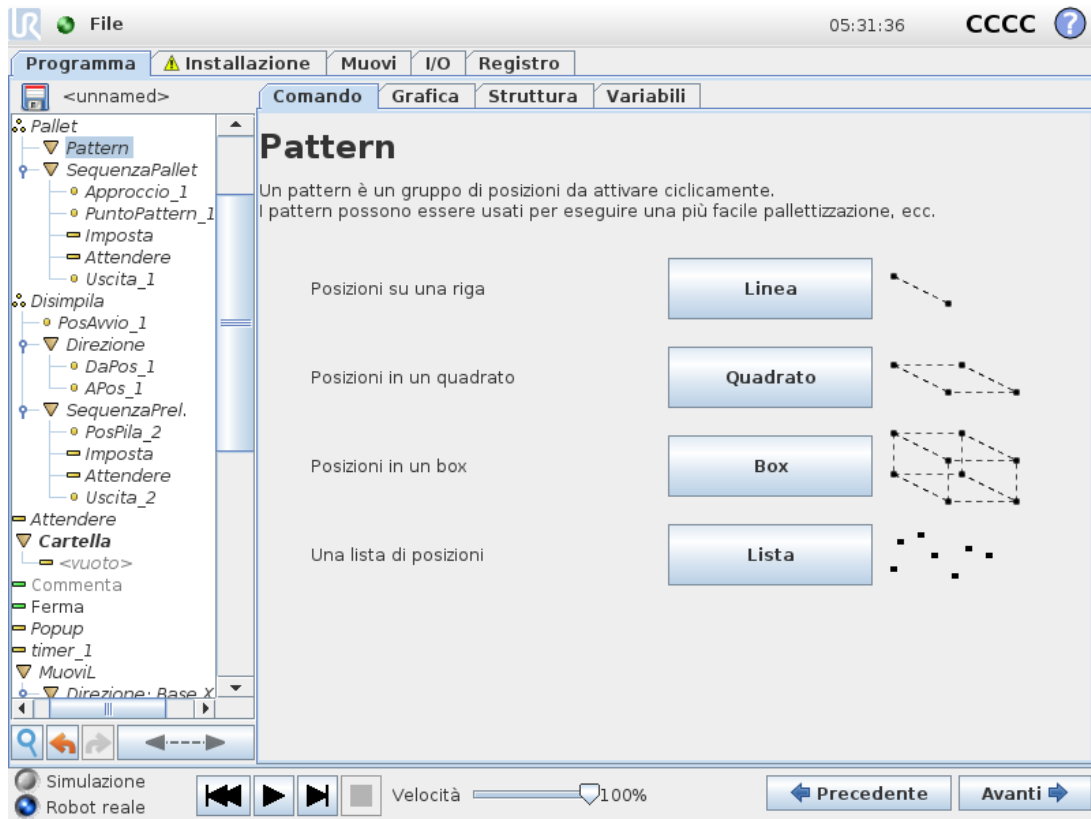 UR File 05:31:36 CCCC ?
Programma Installazione Muovi I/O Registro
<unnamed> Comando Grafica Struttura Variabili
Pallet
Pattern
SequenzaPallet
Approccio_1
PuntoPattern_1
Imposta
Attendere
Uscita_1
Disimpila
PosAvvio_1
Direzione
DaPos_1
APos_1
SequenzaPrel.
PosPila_2
Imposta
Attendere
Uscita_2
Attendere
Cartella
<vuoto>
Commenta
Ferma
Popup
timer_1
MuoviL
Direzione: Base X
Pattern
Un pattern è un gruppo di posizioni da attivare ciclicamente.
I pattern possono essere usati per eseguire una più facile pallettizzazione, ecc.
Posizioni su una riga Linea
Posizioni in un quadrato Quadrato
Posizioni in un box Box
Una lista di posizioni Lista
Simulazione
Robot reale
Velocità 100%
Precedente Avanti